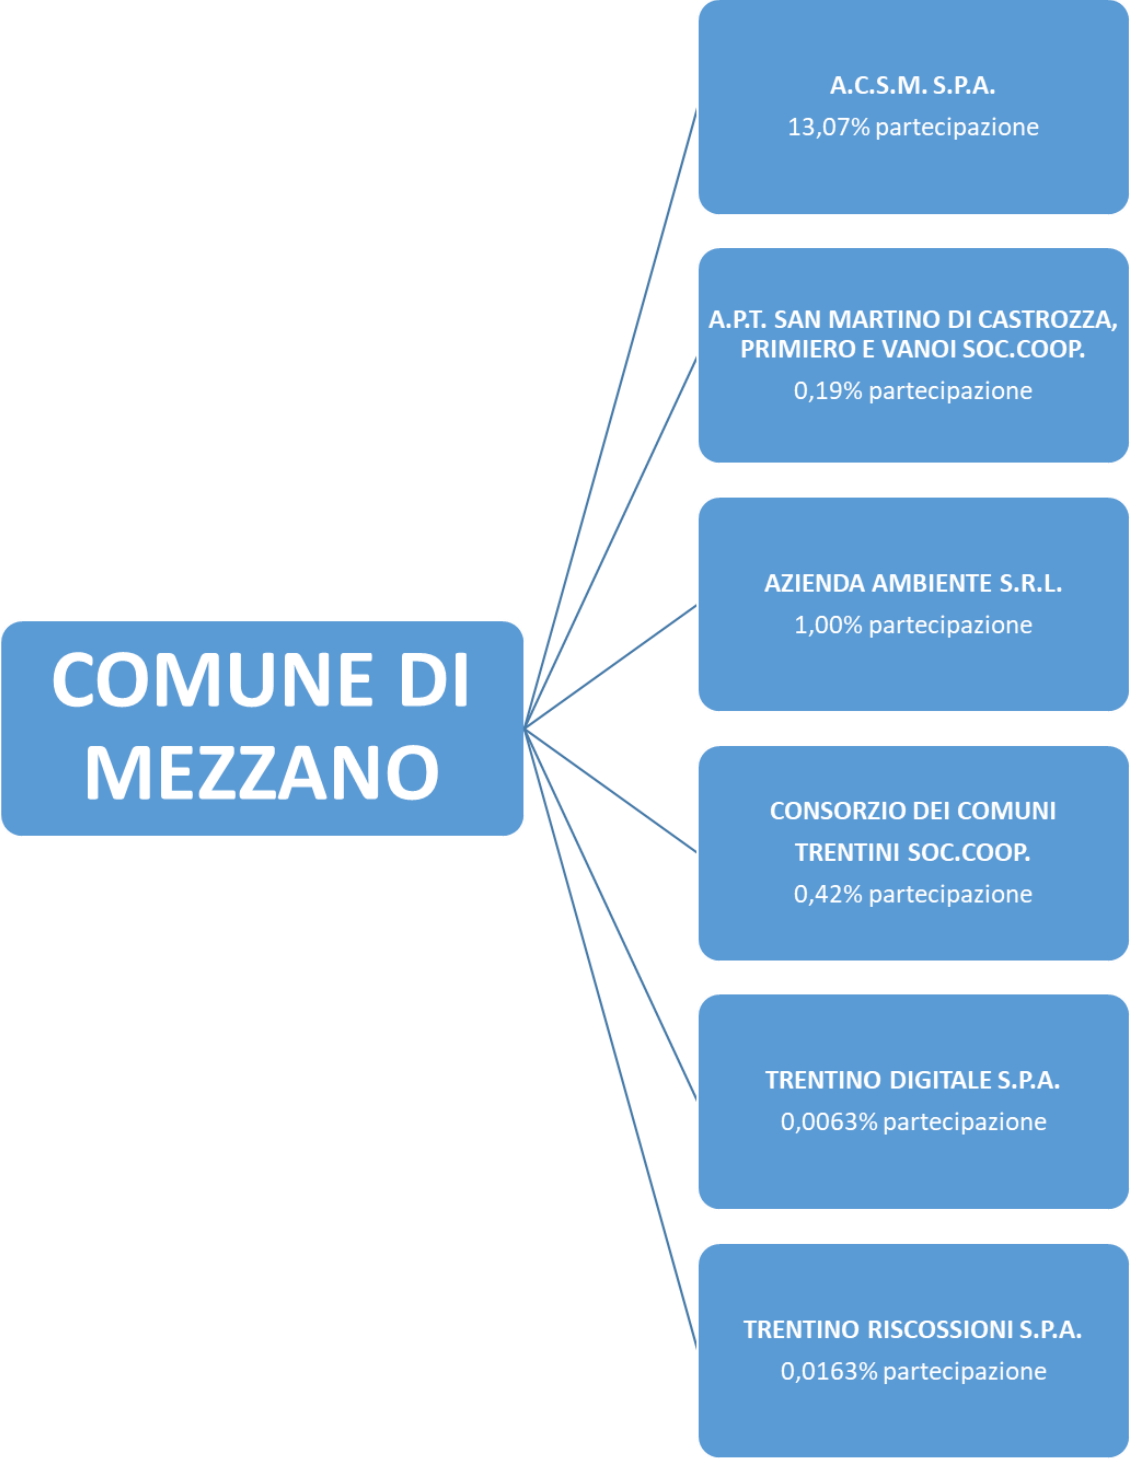 COMUNE DI
MEZZANO
A.C.S.M. S.P.A.
13,07% partecipazione
A.P.T. SAN MARTINO DI CASTROZZA,
PRIMIERO E VANOI SOC.COOP.
0,19% partecipazione
AZIENDA AMBIENTE S.R.L.
1,00% partecipazione
CONSORZIO DEI COMUNI
TRENTINI SOC.COOP.
0,42% partecipazione
TRENTINO DIGITALE S.P.A.
0,0063% partecipazione
TRENTINO RISCOSSIONI S.P.A.
0,0163% partecipazione